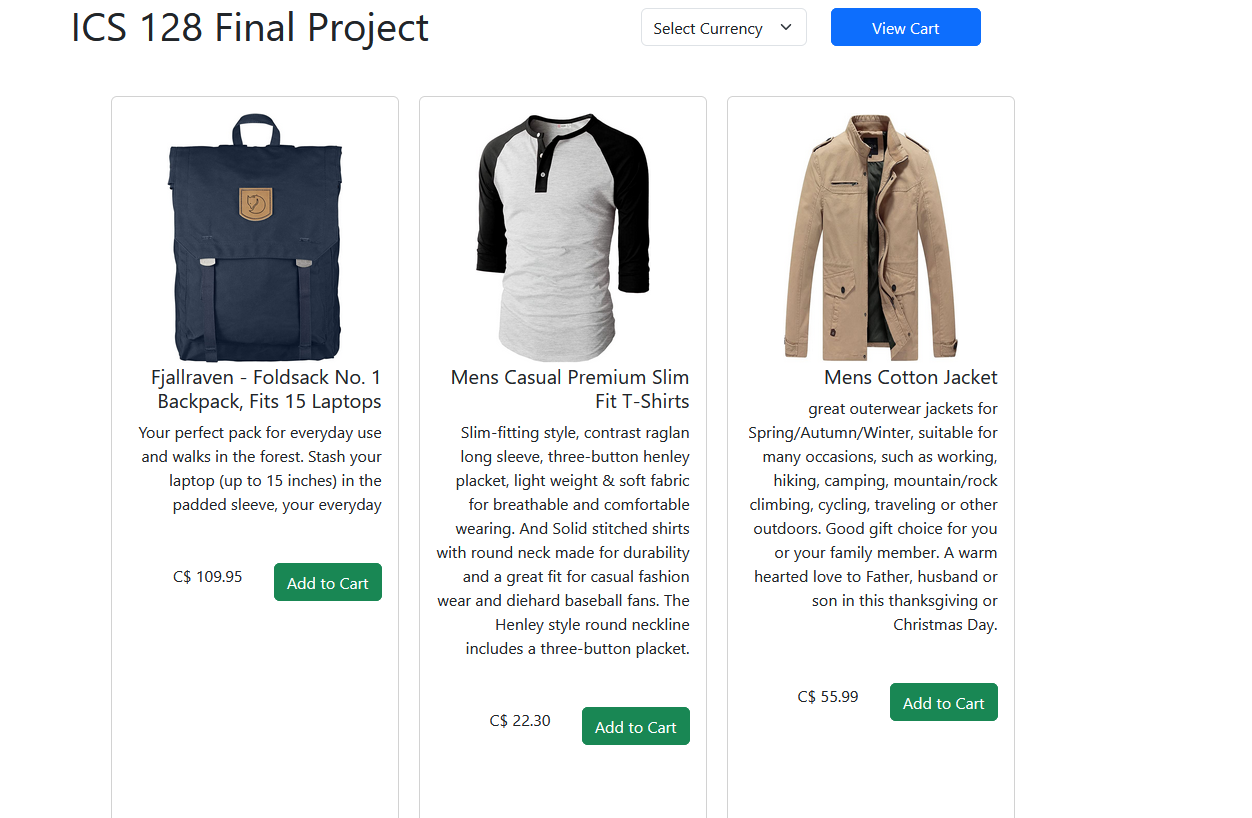 ICS 128 Final Project
Select Currency
View Cart
Fjallraven - Foldsack No. 1
Backpack, Fits 15 Laptops
Your perfect pack for everyday use
and walks in the forest. Stash your
laptop (up to 15 inches) in the
padded sleeve, your everyday
C$ 109.95
Add to Cart
Mens Casual Premium Slim
Fit T-Shirts
Slim-fitting style, contrast raglan
long sleeve, three-button henley
placket, light weight & soft fabric
for breathable and comfortable
wearing. And Solid stitched shirts
with round neck made for durability
and a great fit for casual fashion
wear and diehard baseball fans. The
Henley style round neckline
includes a three-button placket.
C$ 22.30
Add to Cart
Mens Cotton Jacket
great outerwear jackets for
Spring/Autumn/Winter, suitable for
many occasions, such as working,
hiking, camping, mountain/rock
climbing, cycling, traveling or other
outdoors. Good gift choice for you
or your family member. A warm
hearted love to Father, husband or
son in this thanksgiving or
Christmas Day.
C$ 55.99
Add to Cart